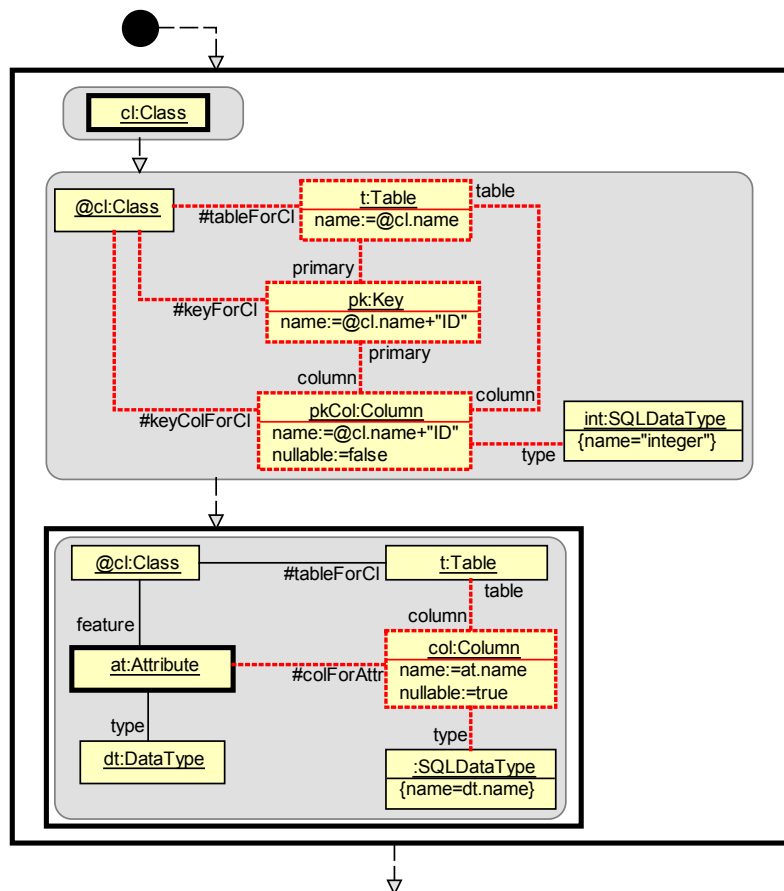 cl:Class
@cl:Class
#tableForCl
t:Table
name:=@cl.name
table
primary
#keyForCl
pk:Key
name:=@cl.name+"ID"
primary
column
column
#keyColForCl
pkCol:Column
name:=@cl.name+"ID"
nullable:=false
type
int:SQLDataType
{name="integer"}
@cl:Class
#tableForCl
t:Table
table
feature
column
at:Attribute
#colForAttr
col:Column
name:=at.name
nullable:=true
type
type
dt:DataType
:SQLDataType
{name=dt.name}